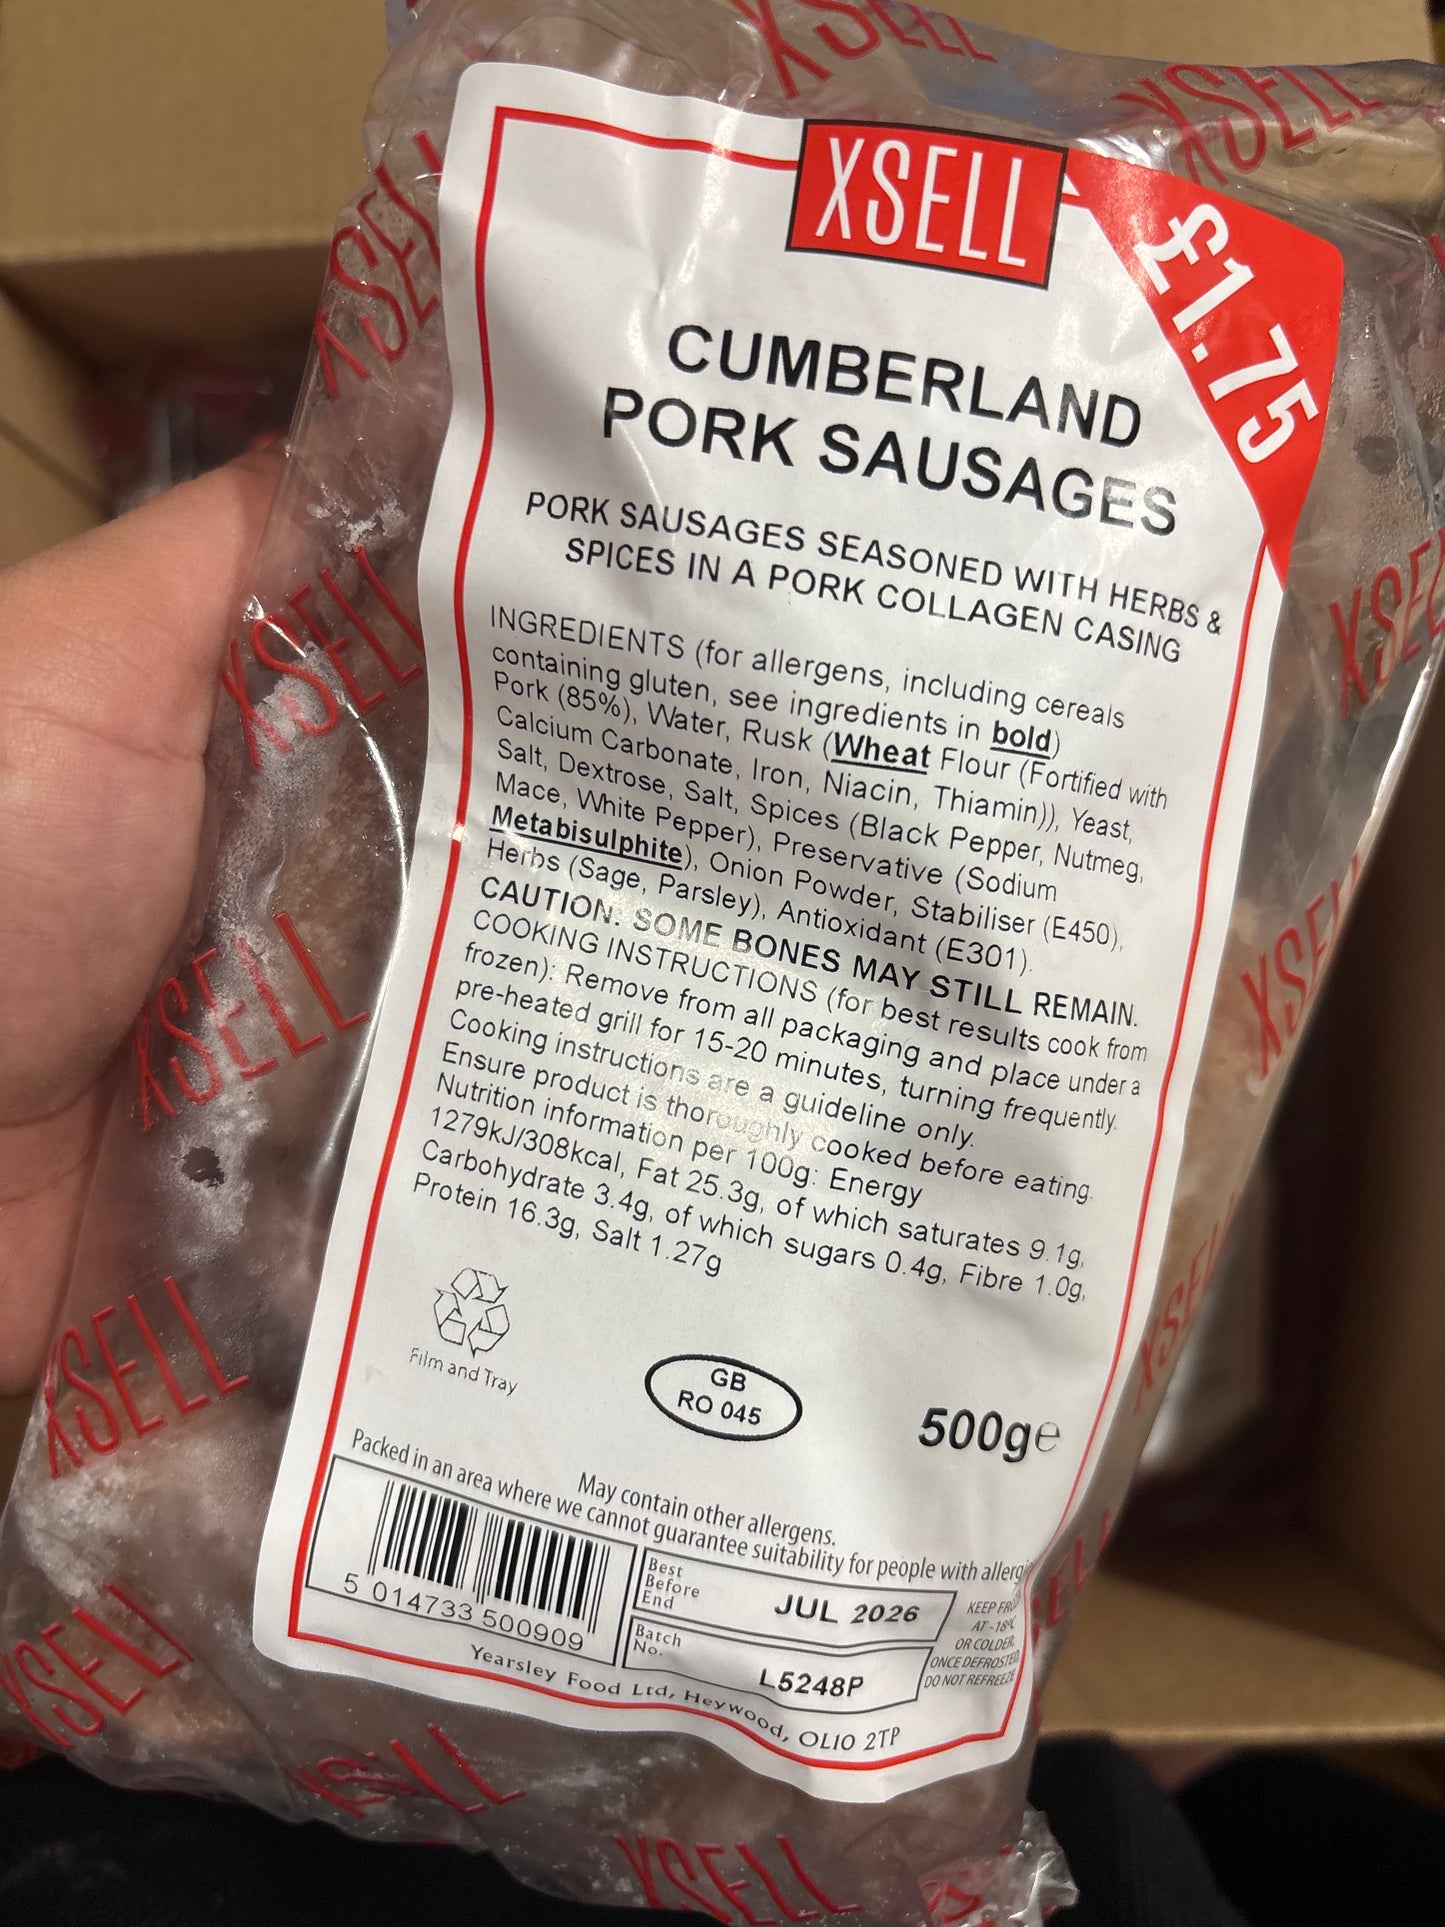 XSELL
£1.75
CUMBERLAND
PORK SAUSAGES
PORK SAUSAGES SEASONED WITH HERBS &
SPICES IN A PORK COLLAGEN CASING
INGREDIENTS (for allergens, including cereals
containing gluten, see ingredients in bold)
Pork (85%), Water, Rusk (Wheat Flour (Fortified with
Calcium Carbonate, Iron, Niacin, Thiamin)), Yeast,
Salt, Dextrose, Salt, Spices (Black Pepper, Nutmeg,
Mace, White Pepper), Preservative (Sodium
Metabisulphite), Onion Powder, Stabiliser (E450),
Herbs (Sage, Parsley), Antioxidant (E301).
CAUTION: SOME BONES MAY STILL REMAIN.
COOKING INSTRUCTIONS (for best results cook from
frozen): Remove from all packaging and place under a
pre-heated grill for 15-20 minutes, turning frequently.
Cooking instructions are a guideline only.
Ensure product is thoroughly cooked before eating.
Nutrition information per 100g: Energy
1279kJ/308kcal, Fat 25.3g, of which saturates 9.1g,
Carbohydrate 3.4g, of which sugars 0.4g, Fibre 1.0g,
Protein 16.3g, Salt 1.27g
Film and Tray
GB
RO 045
500g℮
May contain other allergens.
Packed in an area where we cannot guarantee suitability for people with
5 014733 500909
Best
Before
End
JUL 2026
Batch
No.
L5248P
KEEP
AT -18°C
OR COLDER.
ONCE DEFROSTED
DO NOT REFREEZE
Yearsley Food Ltd, Heywood, OL10 2TP
XSELL
XSELL
XSELL
XSELL
XSELL
XSELL
XSELL